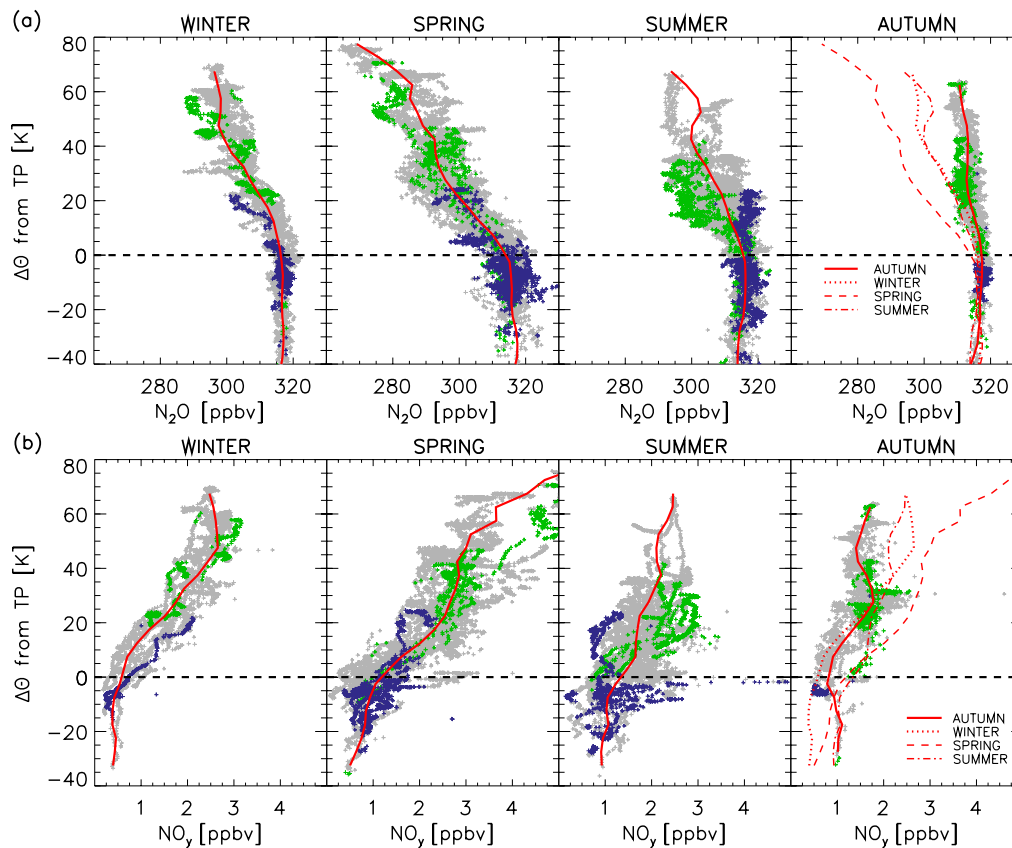 (a)
WINTER SPRING SUMMER AUTUMN
ΔΘ from TP [K]
80
60
40
20
0
−20
−40
AUTUMN
WINTER
SPRING
SUMMER
280 300 320 280 300 320 280 300 320 280 300 320
N₂O [ppbv] N₂O [ppbv] N₂O [ppbv] N₂O [ppbv]
(b)
WINTER SPRING SUMMER AUTUMN
ΔΘ from TP [K]
80
60
40
20
0
−20
−40
AUTUMN
WINTER
SPRING
SUMMER
1 2 3 4 1 2 3 4 1 2 3 4 1 2 3 4
NOy [ppbv] NOy [ppbv] NOy [ppbv] NOy [ppbv]